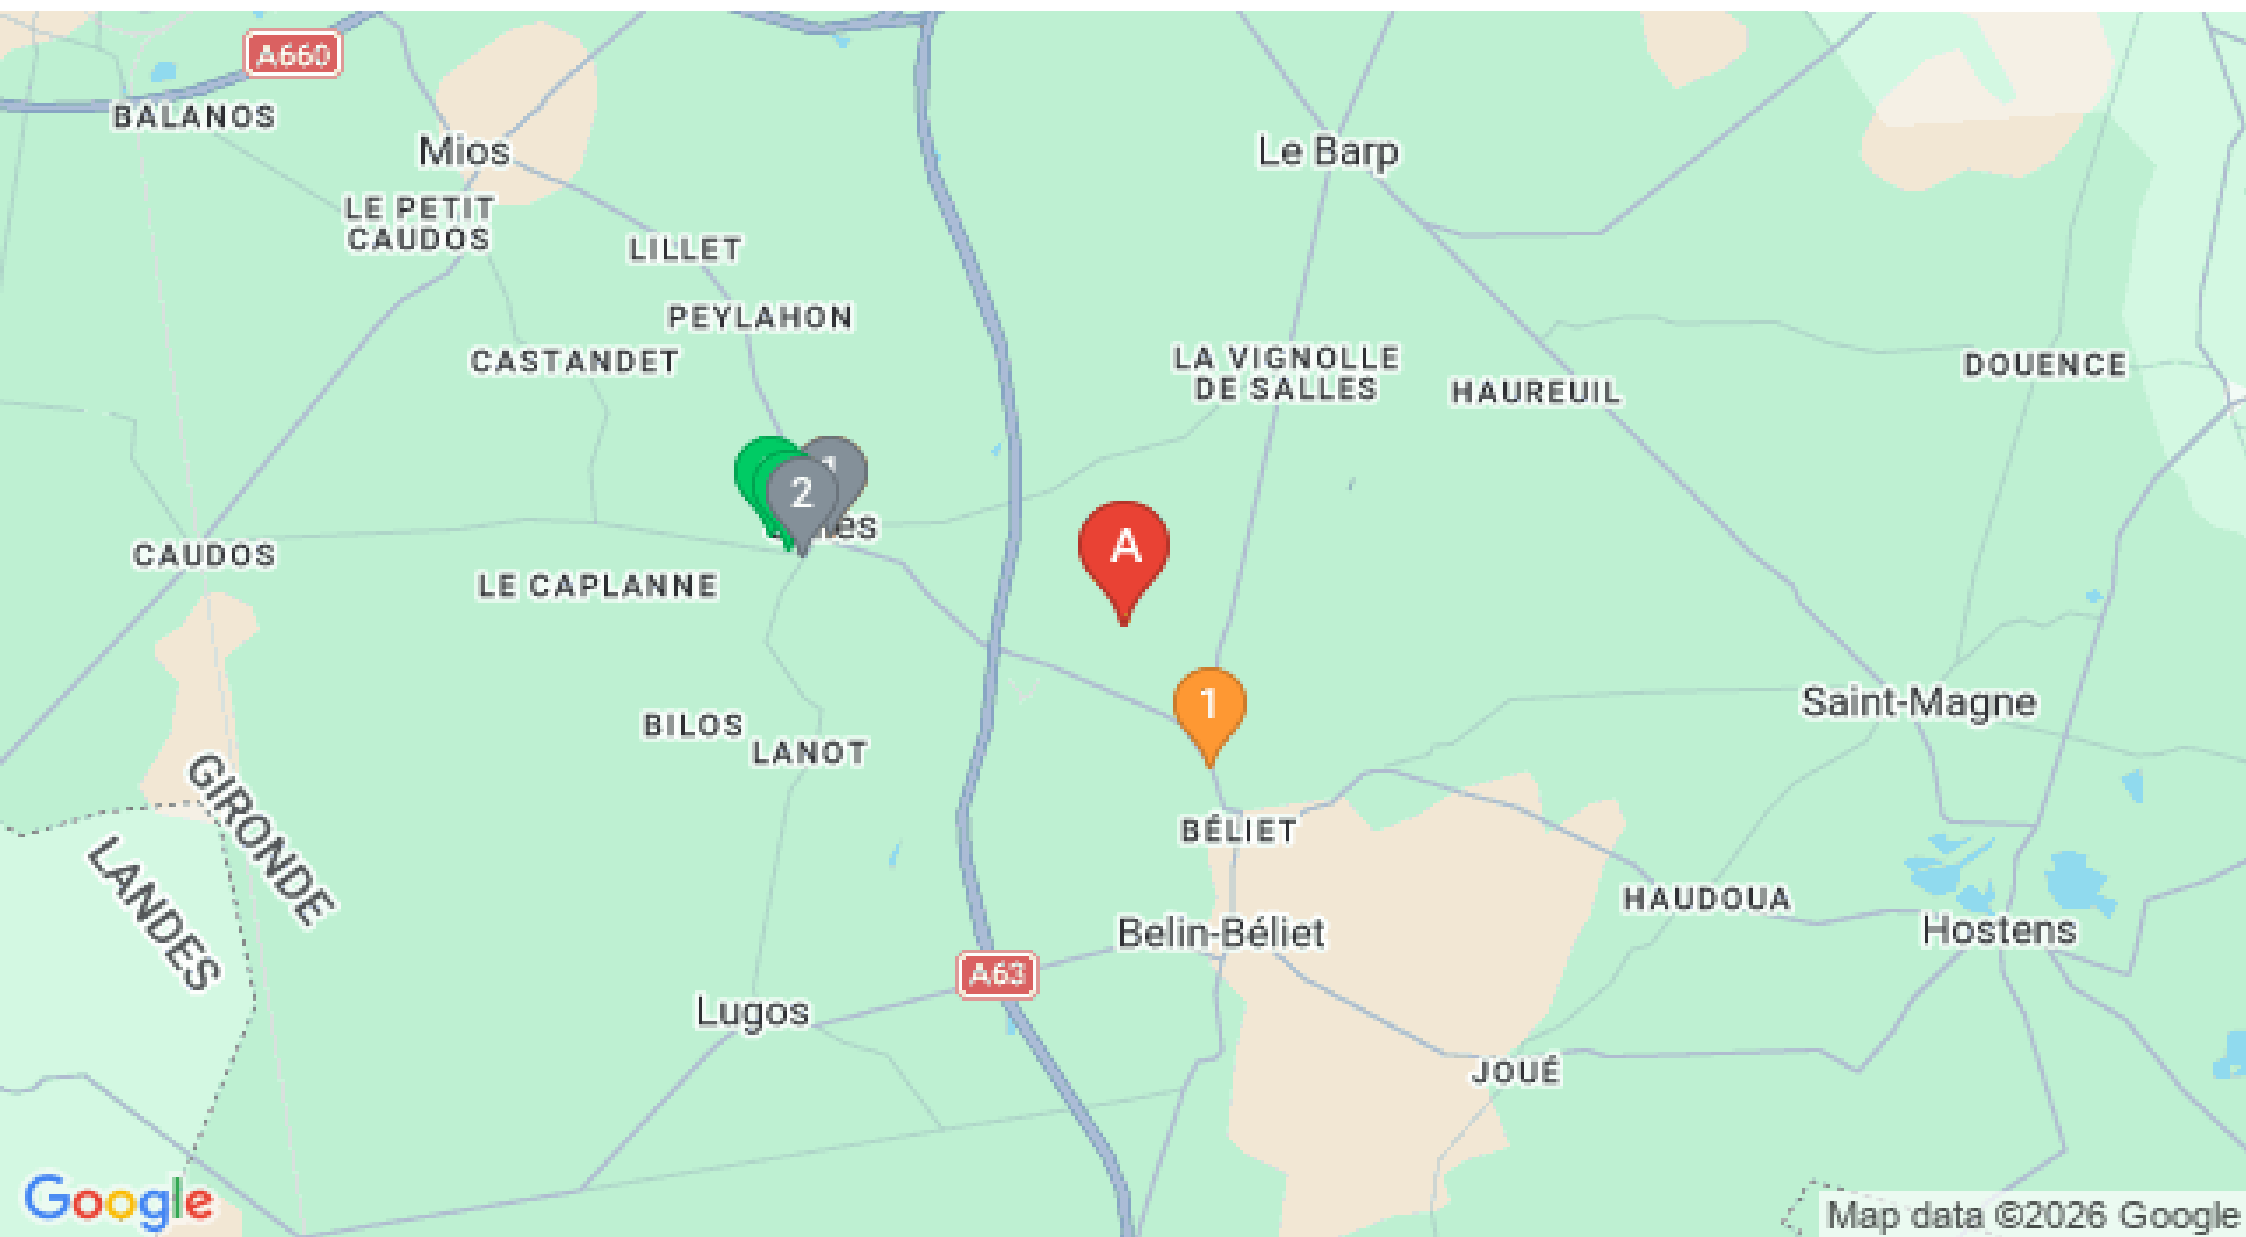 A660
BALANOS
Mios
Le Barp
LE PETIT
CAUDOS
LILLET
PEYLAHON
CASTANDET
LA VIGNOLLE
DE SALLES
HAUREUIL
DOUENCE
1
2
A
CAUDOS
LE CAPLANNE
1
Saint-Magne
BILOS
LANOT
GIRONDE
LANDES
BÉLIET
HAUDOUA
Belin-Béliet
Hostens
A63
Lugos
JOUÉ
Google
Map data ©2026 Google